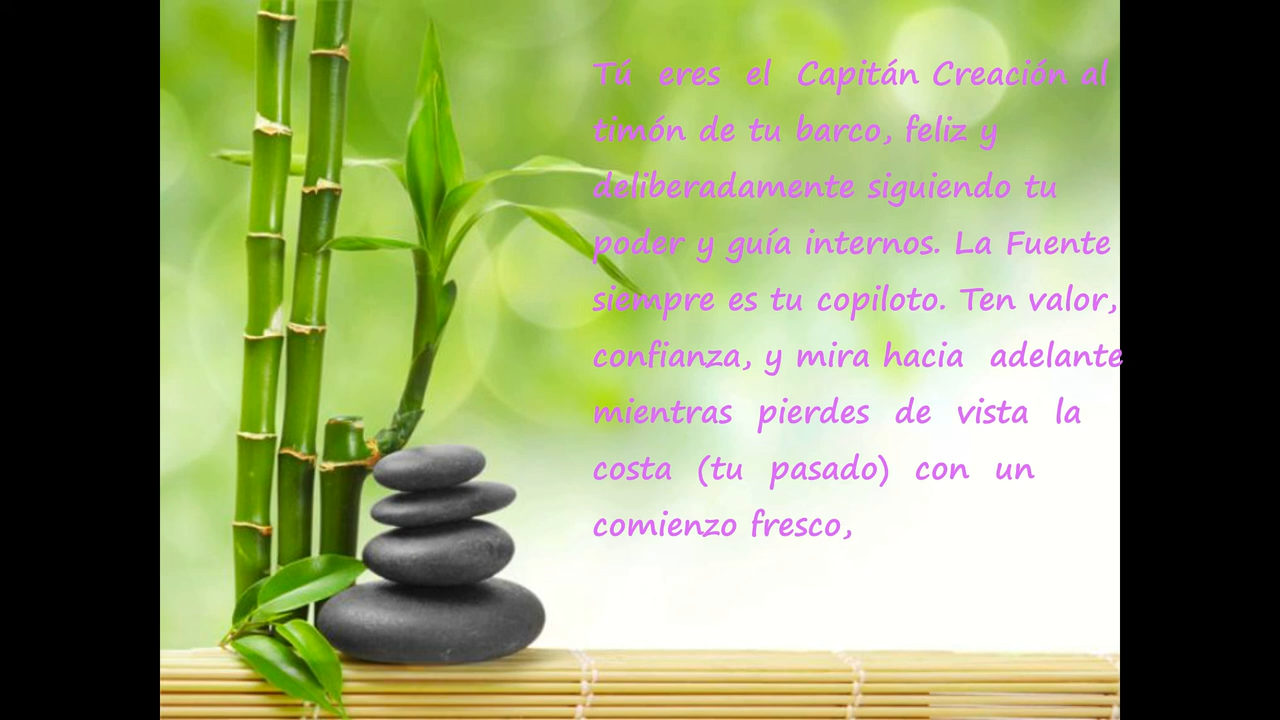 Tú eres el Capitán Creación al
timón de tu barco, feliz y
deliberadamente siguiendo tu
poder y guía internos. La Fuente
siempre es tu copiloto. Ten valor,
confianza, y mira hacia adelante
mientras pierdes de vista la
costa (tu pasado) con un
comienzo fresco,